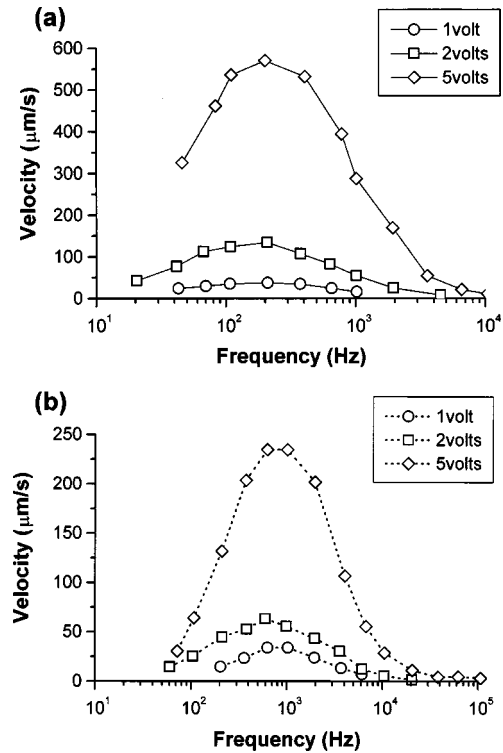 (a)
1volt
2volts
5volts
600
500
400
300
200
100
0
Velocity (μm/s)
10¹ 10² 10³ 10⁴
Frequency (Hz)
(b)
1volt
2volts
5volts
250
200
150
100
50
0
Velocity (μm/s)
10¹ 10² 10³ 10⁴ 10⁵
Frequency (Hz)